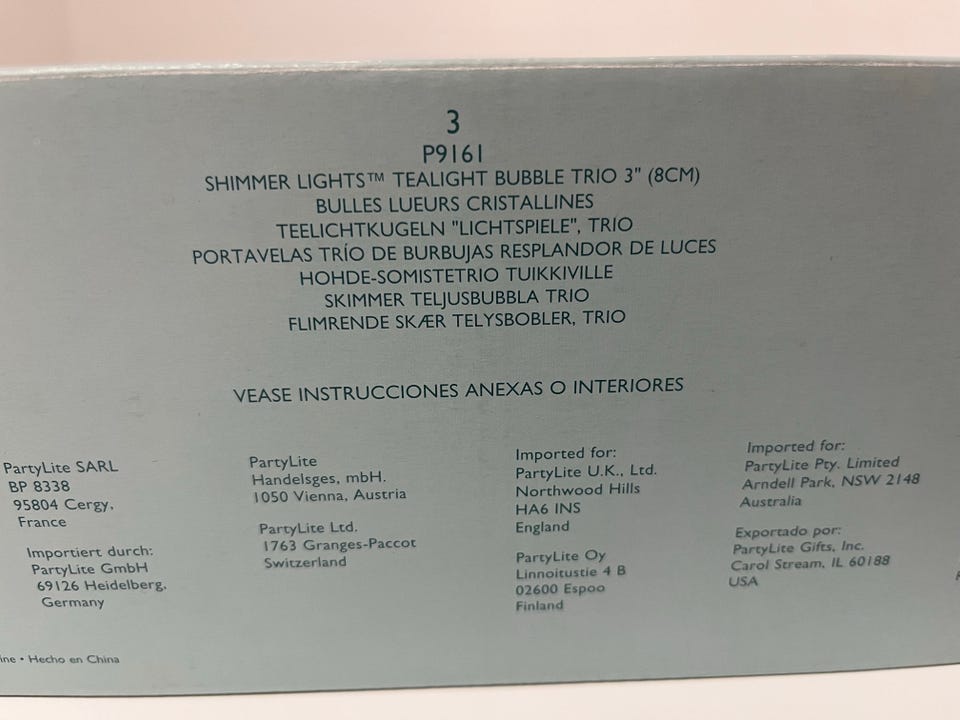 3
P9161
SHIMMER LIGHTS™ TEALIGHT BUBBLE TRIO 3" (8CM)
BULLES LUEURS CRISTALLINES
TEELICHTKUGELN "LICHTSPIELE", TRIO
PORTAVELAS TRÍO DE BURBUJAS RESPLANDOR DE LUCES
HOHDE-SOMISTETRIO TUIKKIVILLE
SKIMMER TELJUSBUBBLA TRIO
FLIMRENDE SKÆR TELYSBOBLER, TRIO
VEASE INSTRUCCIONES ANEXAS O INTERIORES
PartyLite SARL
BP 8338
95804 Cergy,
France
Importiert durch:
PartyLite GmbH
69126 Heidelberg,
Germany
PartyLite
Handelsges, mbH.
1050 Vienna, Austria
PartyLite Ltd.
1763 Granges-Paccot
Switzerland
Imported for:
PartyLite U.K., Ltd.
Northwood Hills
HA6 INS
England
PartyLite Oy
Linnoitustie 4 B
02600 Espoo
Finland
Imported for:
PartyLite Pty. Limited
Arndell Park, NSW 2148
Australia
Exportado por:
PartyLite Gifts, Inc.
Carol Stream, IL 60188
USA
ine • Hecho en China